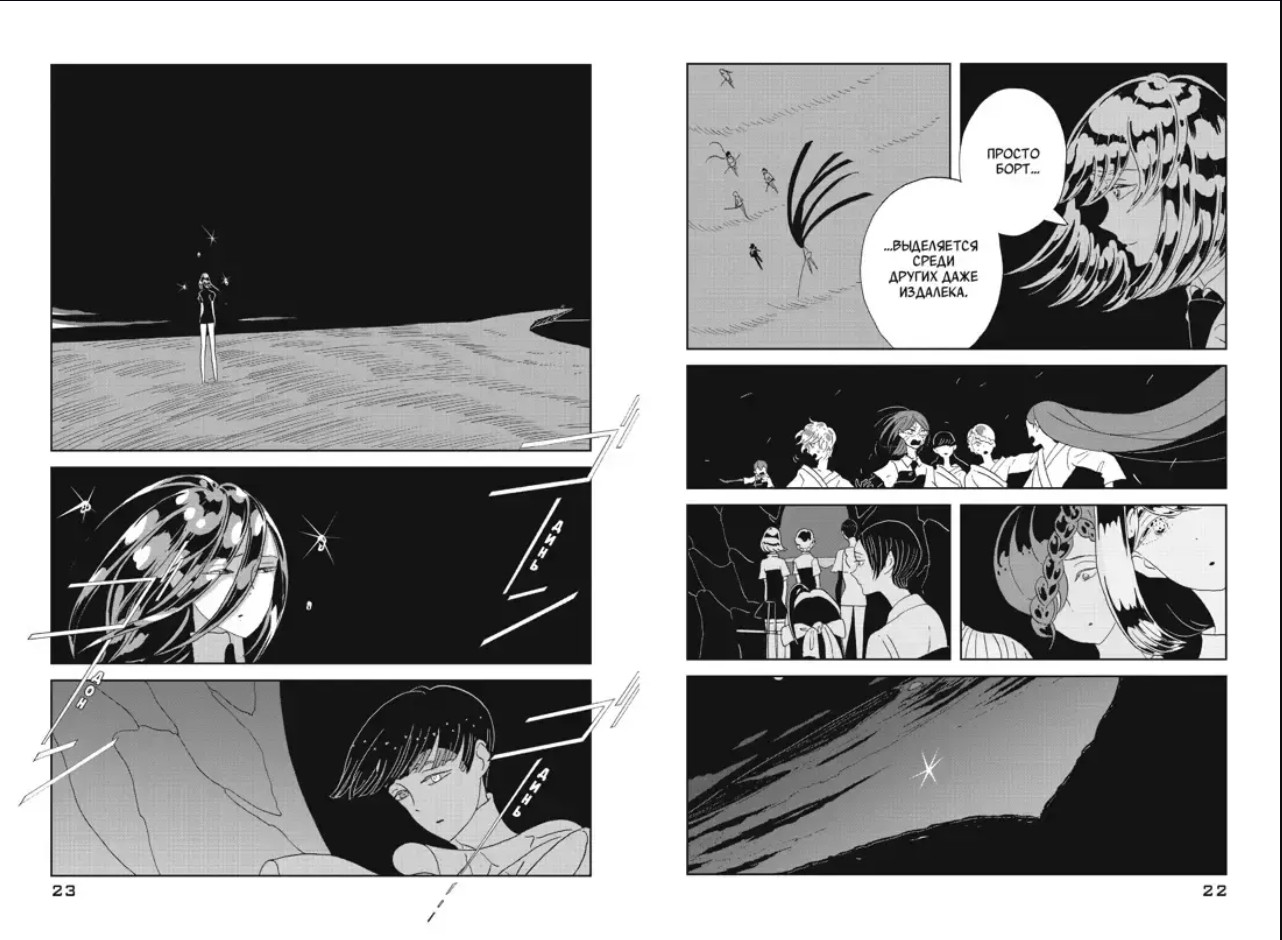 ПРОСТО
БОРТ...
...ВЫДЕЛЯЕТСЯ
СРЕДИ
ДРУГИХ ДАЖЕ
ИЗДАЛЕКА.
22
ДИНЬ
ДОН
ДИНЬ
23